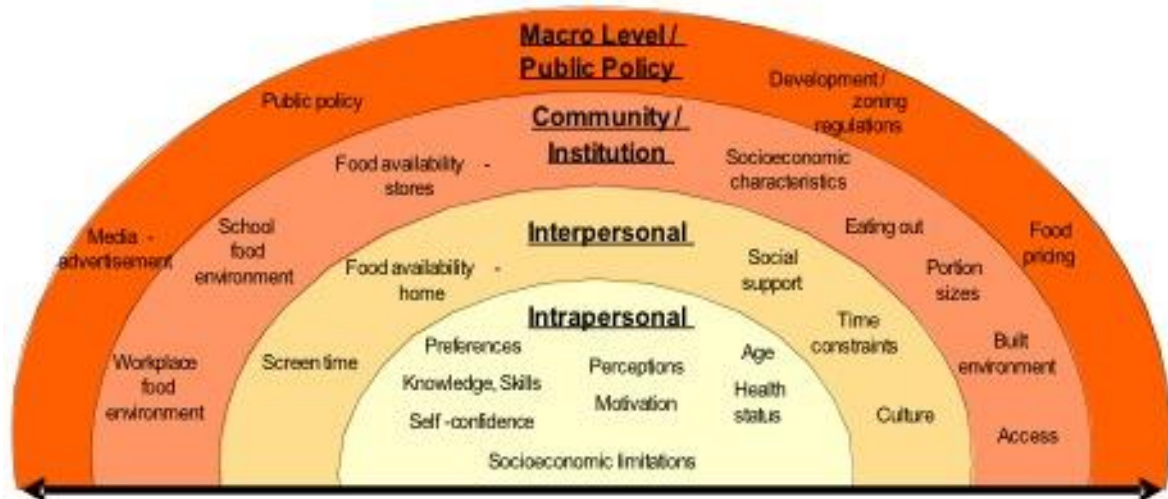 Macro Level /
Public Policy
Public policy
Development /
zoning
regulations
Media -
advertisement
Food
pricing
Community /
Institution
Food availability -
stores
Socioeconomic
characteristics
School
food
environment
Eating out
Portion
sizes
Workplace
food
environment
Built
environment
Access
Interpersonal
Food availability -
home
Social
support
Screen time
Time
constraints
Culture
Intrapersonal
Preferences
Perceptions
Age
Knowledge, Skills
Motivation
Health
status
Self -confidence
Socioeconomic limitations